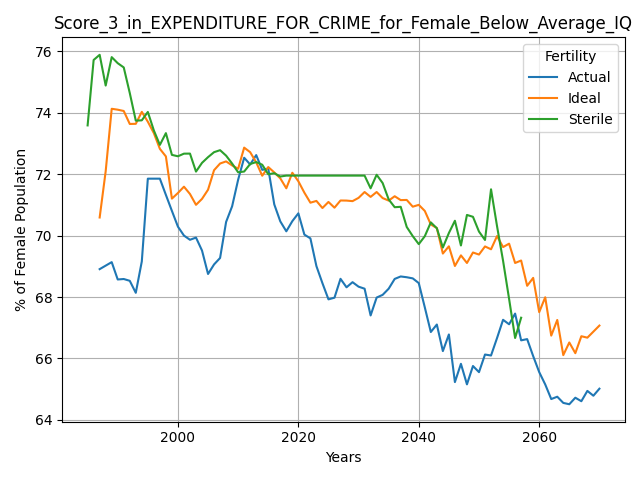 Score_3_in_EXPENDITURE_FOR_CRIME_for_Female_Below_Average_IQ
Fertility
Actual
Ideal
Sterile
% of Female Population
76
74
72
70
68
66
64
2000
2020
2040
2060
Years